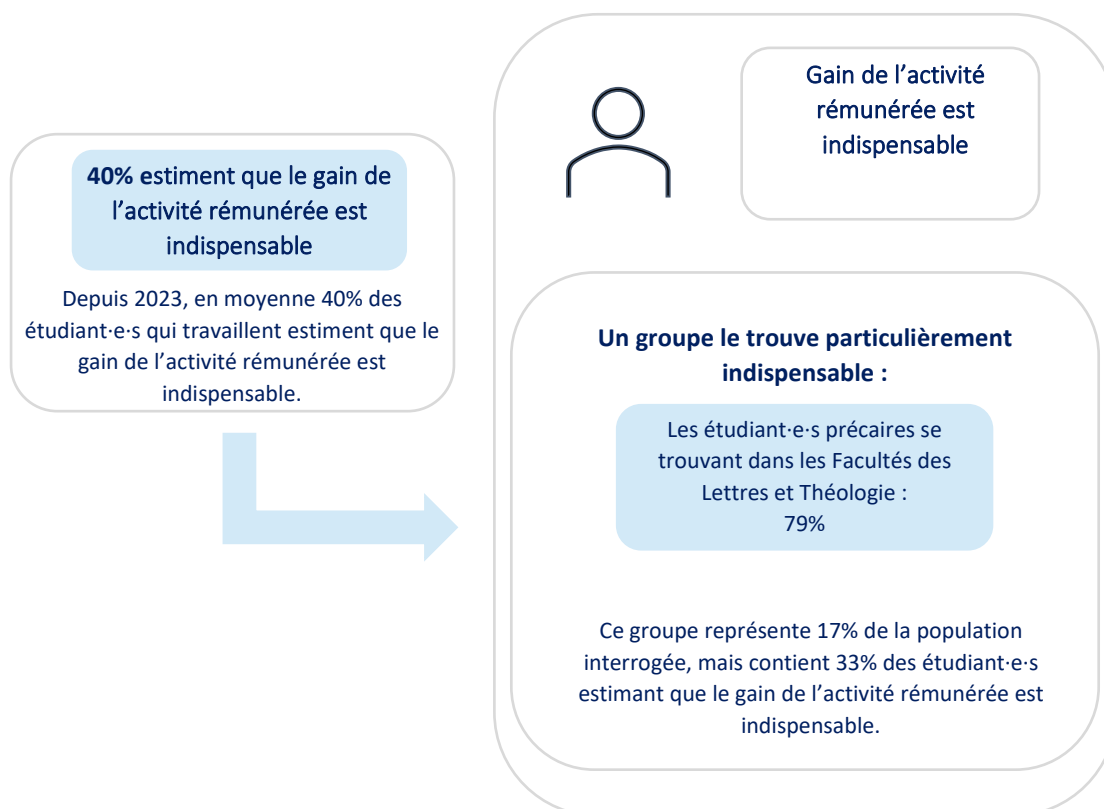 40% estiment que le gain de
l’activité rémunérée est
indispensable
Depuis 2023, en moyenne 40% des
étudiant·e·s qui travaillent estiment que le
gain de l’activité rémunérée est
indispensable.
Gain de l’activité
rémunérée est
indispensable
Un groupe le trouve particulièrement
indispensable :
Les étudiant·e·s précaires se
trouvant dans les Facultés des
Lettres et Théologie :
79%
Ce groupe représente 17% de la population
interrogée, mais contient 33% des étudiant·e·s
estimant que le gain de l’activité rémunérée est
indispensable.